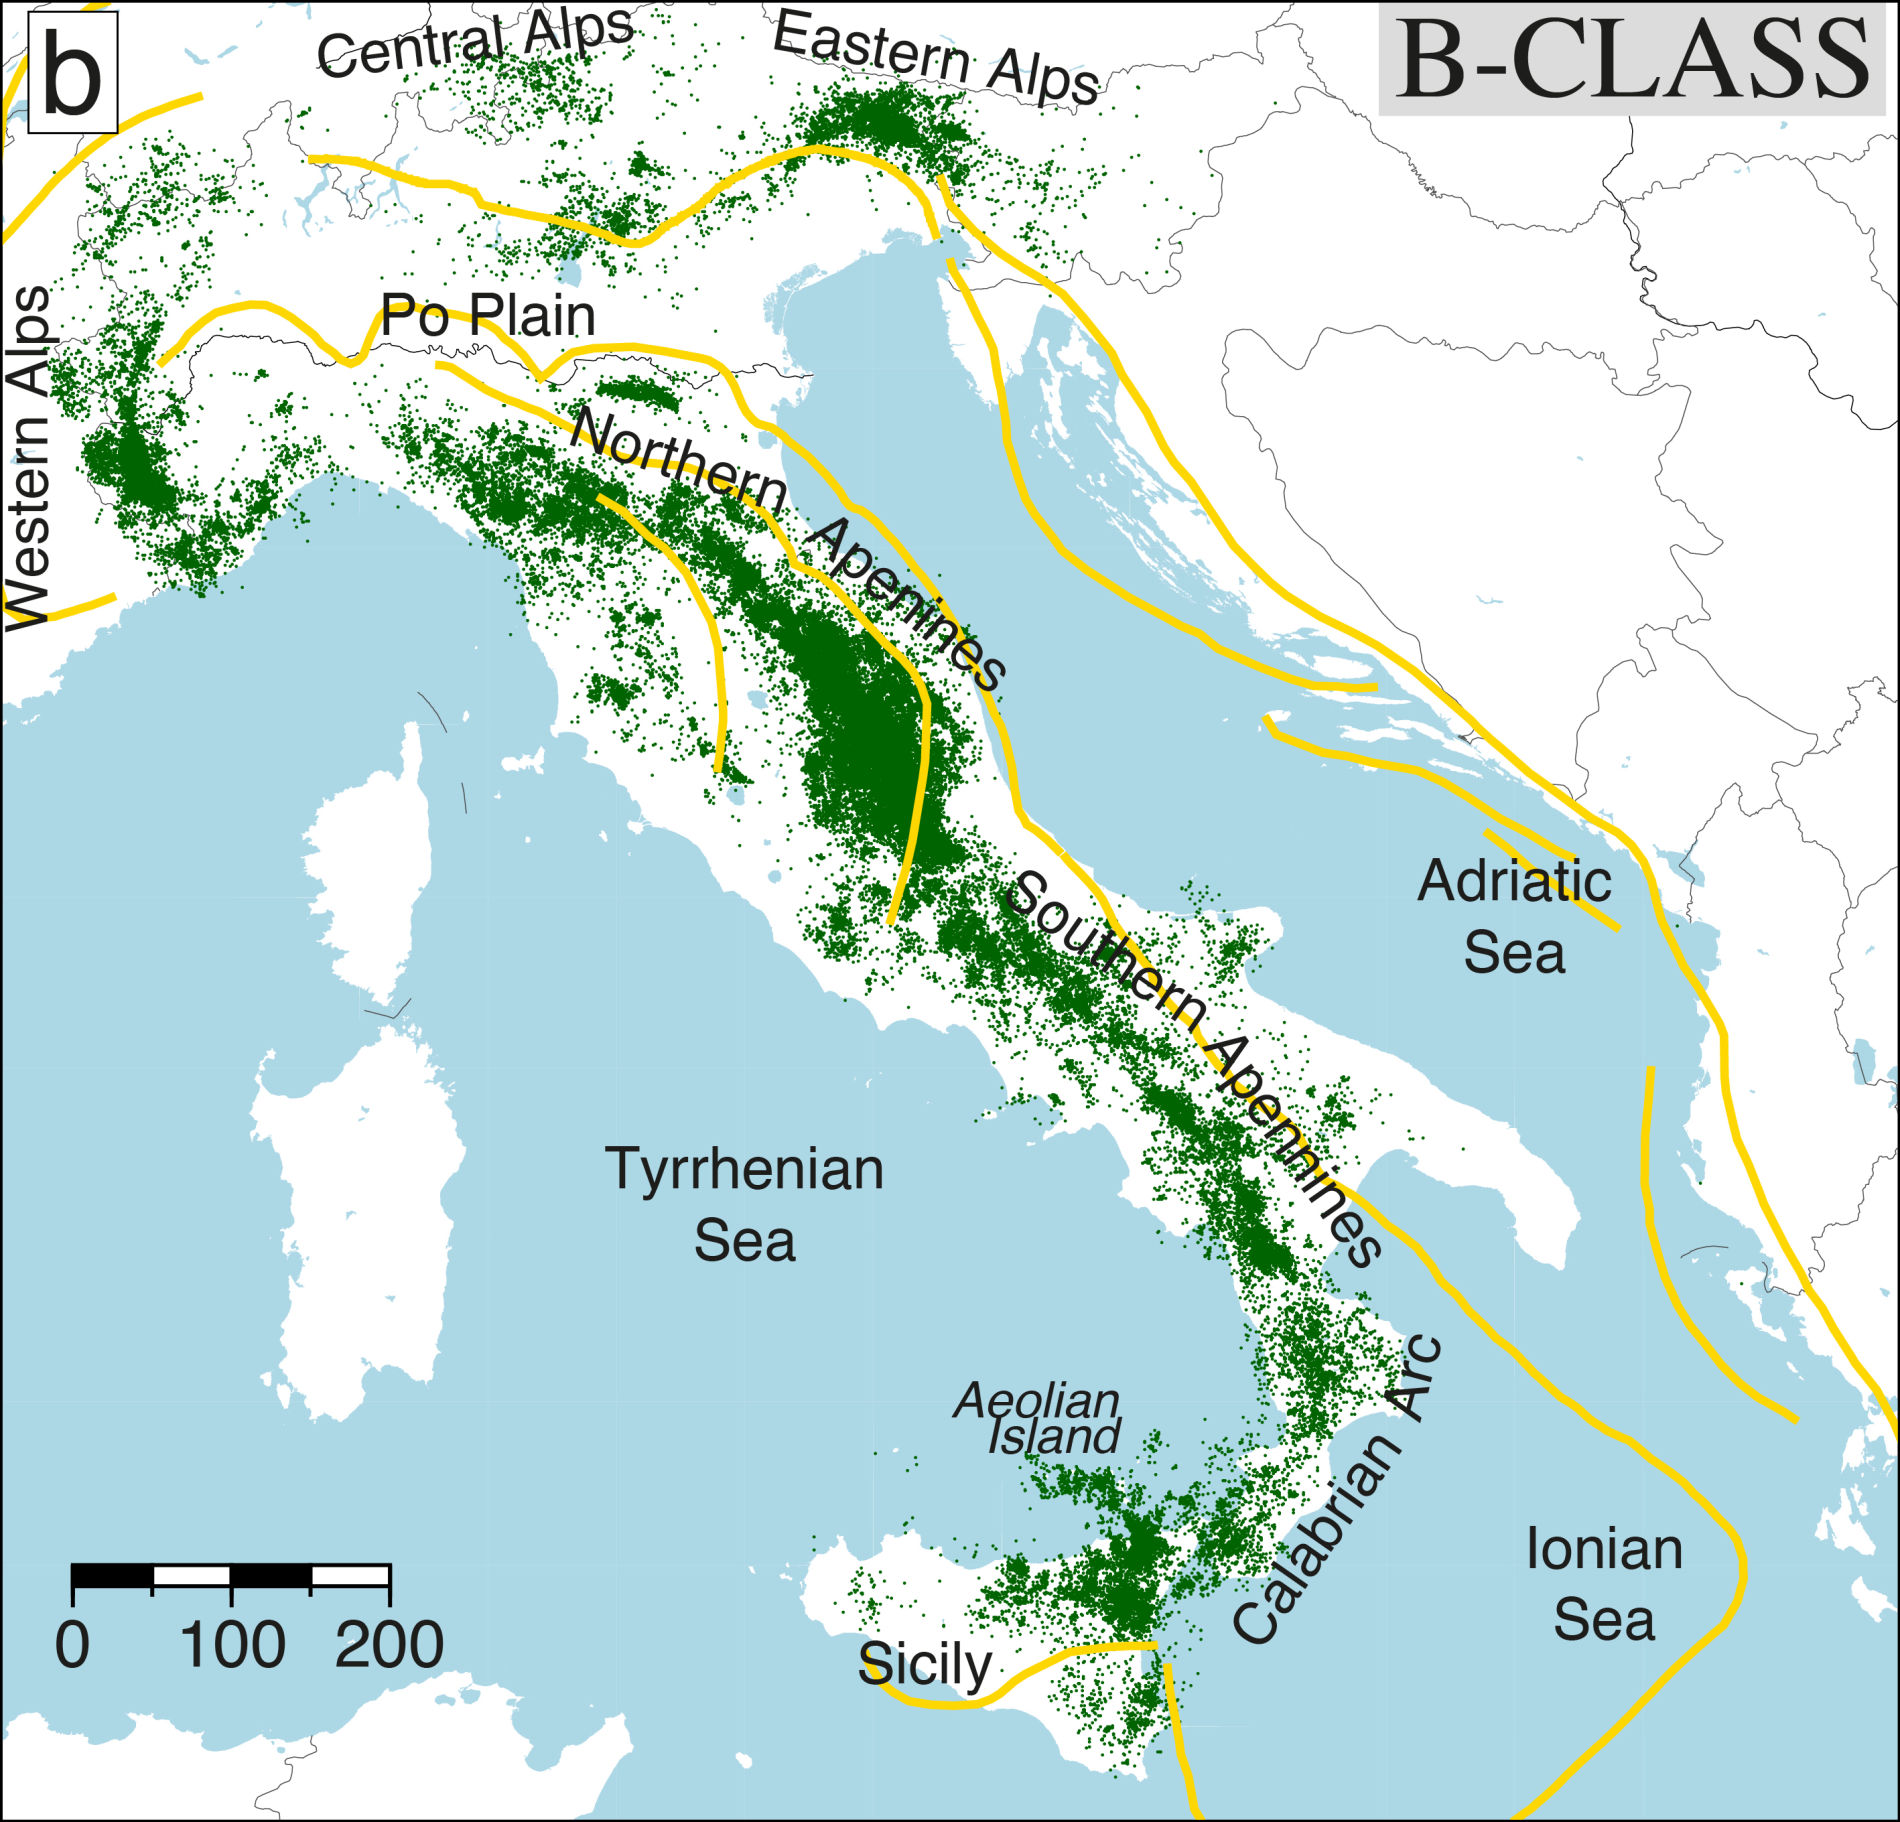 b
Central Alps
Eastern Alps
B-CLASS
Western Alps
Po Plain
Northern Apenines
Southern Apennines
Adriatic
Sea
Tyrrhenian
Sea
Aeolian
Island
Calabrian Arc
Ionian
Sea
Sicily
0 100 200